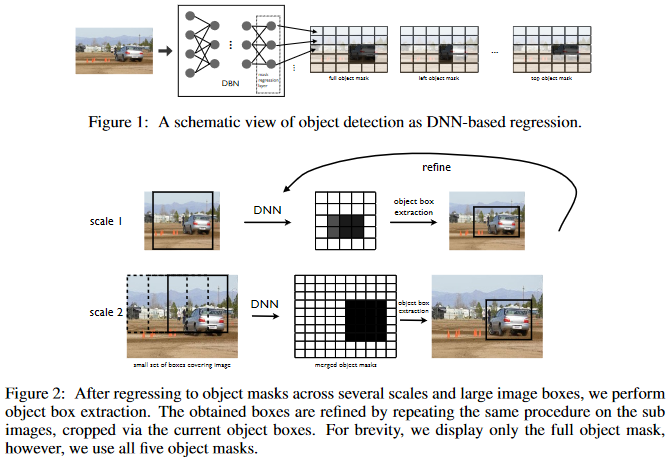 DBN
mask
regression
layer
full object mask
left object mask
...
top object mask
Figure 1: A schematic view of object detection as DNN-based regression.
refine
scale 1
DNN
object box
extraction
scale 2
DNN
object box
extraction
small set of boxes covering image
merged object masks
Figure 2: After regressing to object masks across several scales and large image boxes, we perform
object box extraction. The obtained boxes are refined by repeating the same procedure on the sub
images, cropped via the current object boxes. For brevity, we display only the full object mask,
however, we use all five object masks.